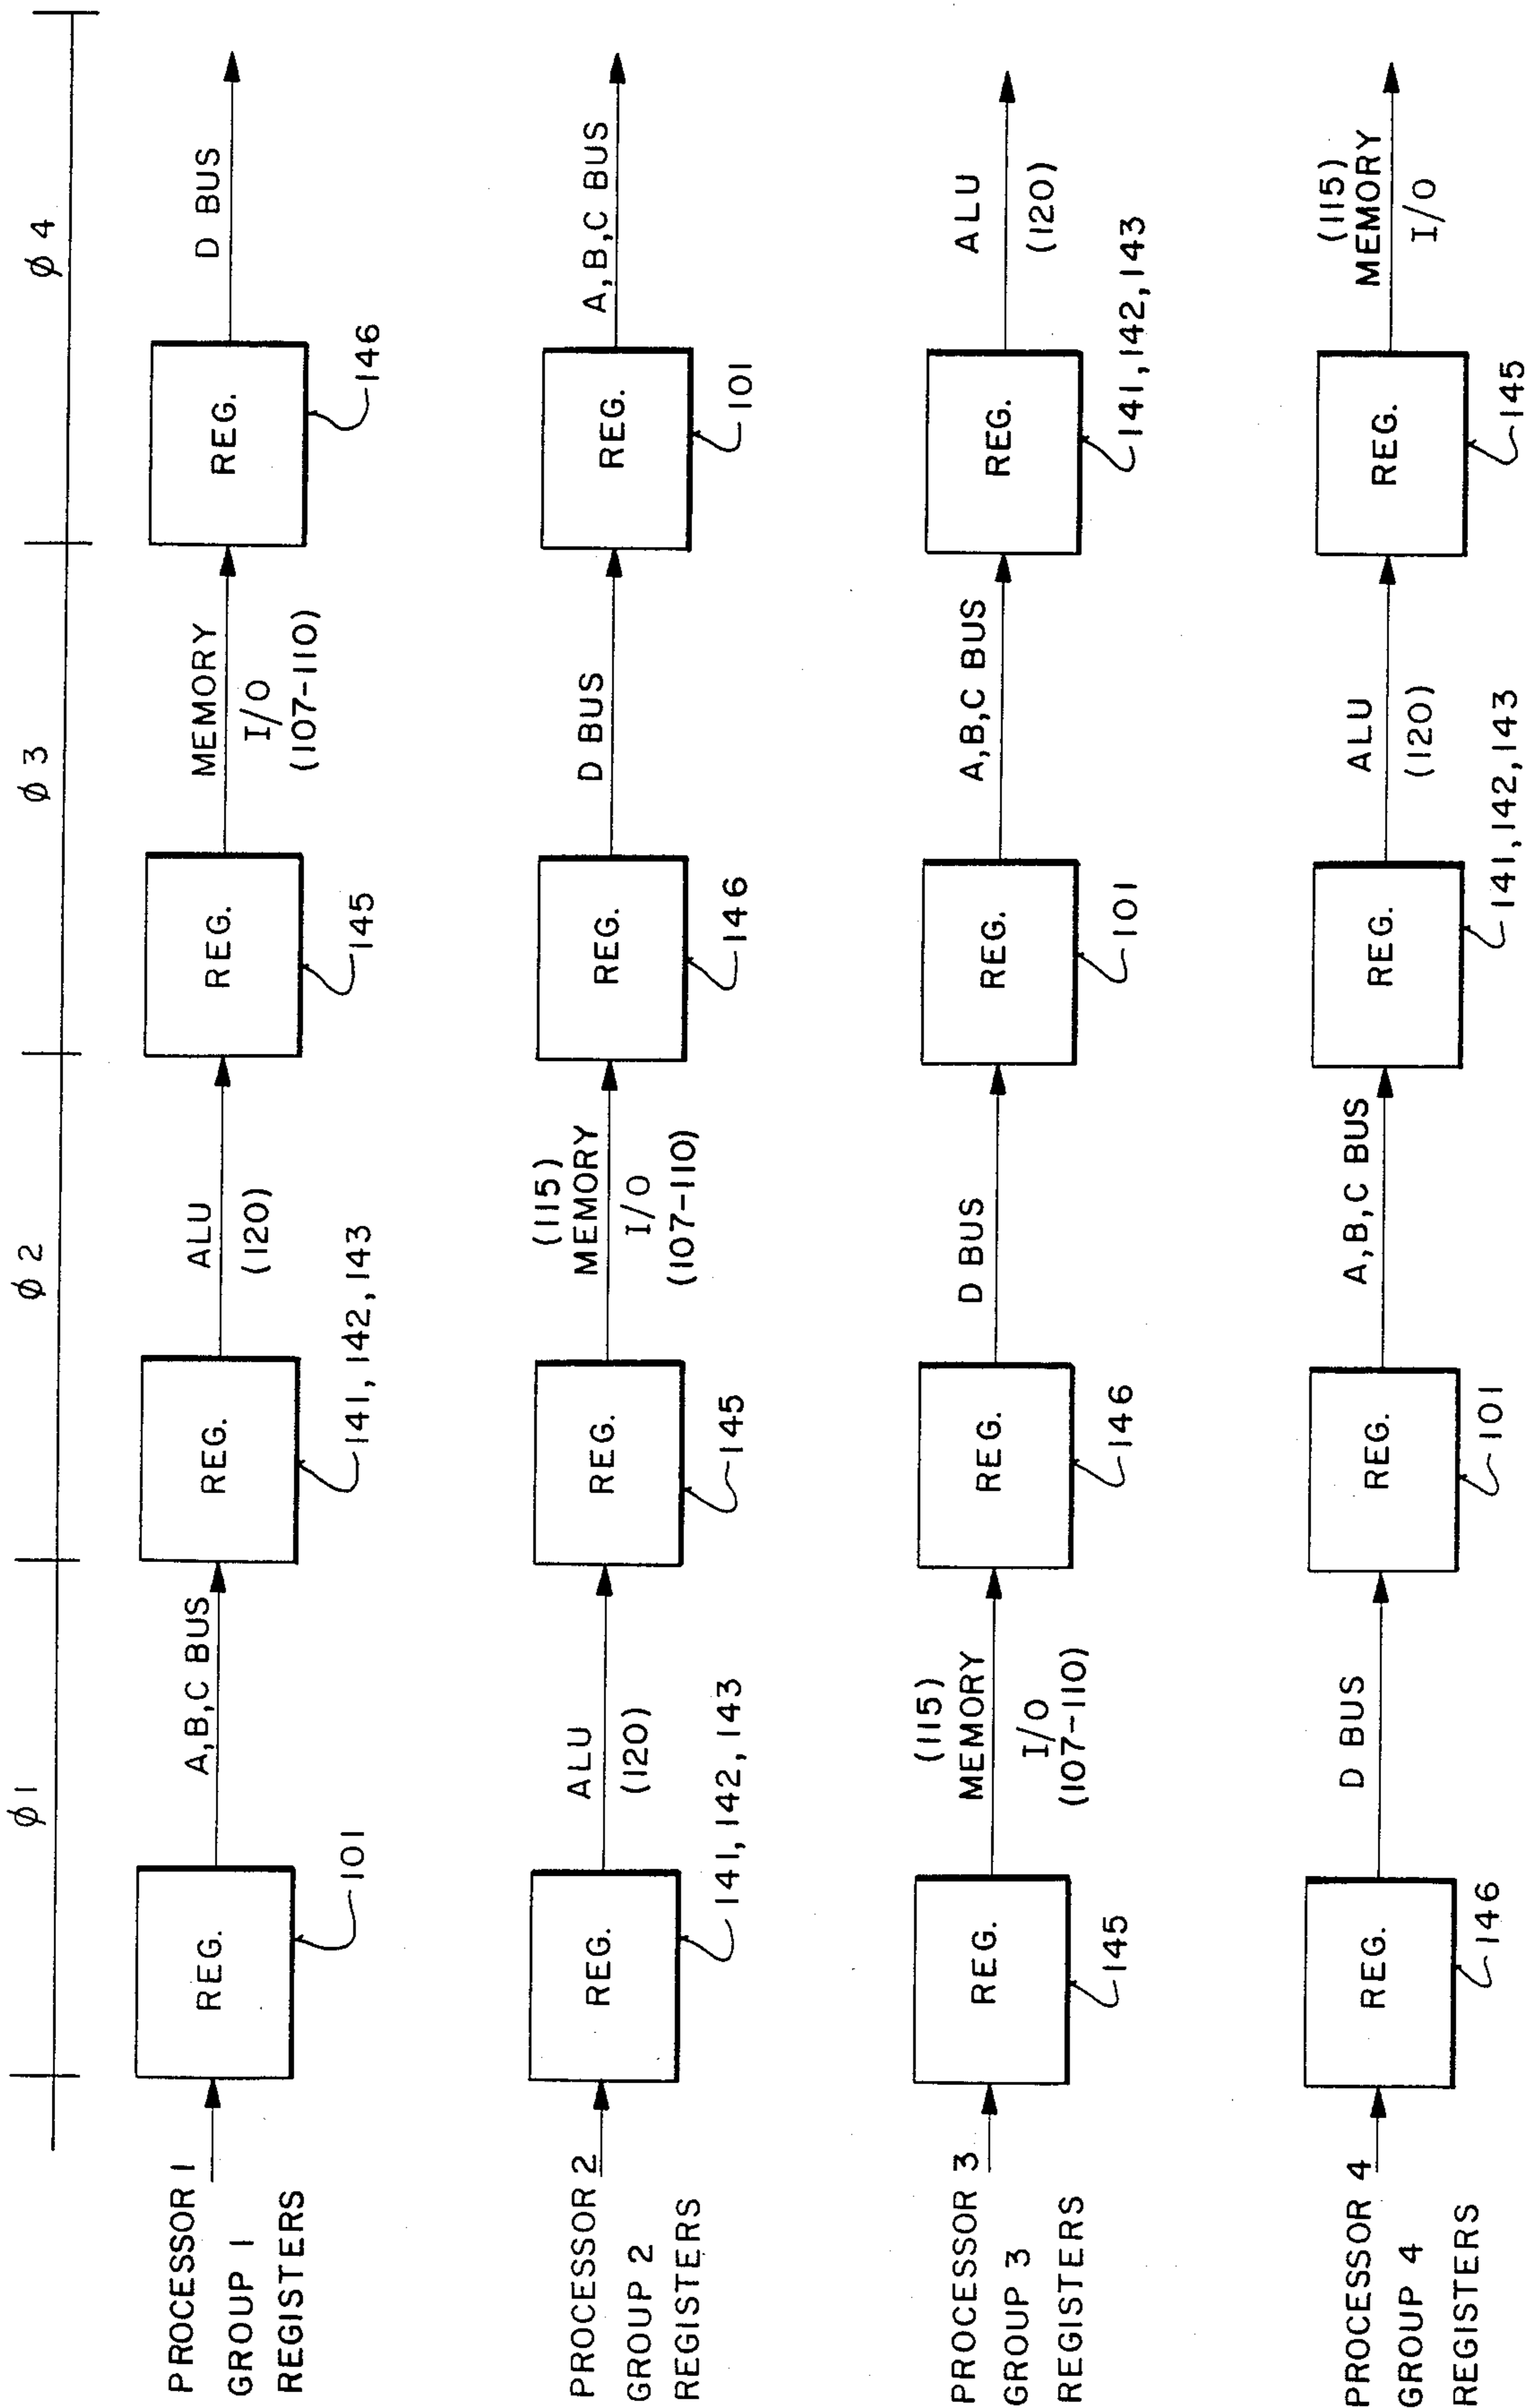 φ1
φ2
φ3
φ4
PROCESSOR 1
GROUP 1
REGISTERS
REG.
101
A,B,C BUS
REG.
141, 142, 143
ALU
(120)
REG.
145
MEMORY
I/O
(107-110)
REG.
146
D BUS
PROCESSOR 2
GROUP 2
REGISTERS
REG.
141, 142, 143
ALU
(120)
REG.
145
(115)
MEMORY
I/O
(107-110)
REG.
146
D BUS
REG.
101
A,B,C BUS
PROCESSOR 3
GROUP 3
REGISTERS
REG.
145
(115)
MEMORY
I/O
(107-110)
REG.
146
D BUS
REG.
101
A,B,C BUS
REG.
141, 142, 143
ALU
(120)
PROCESSOR 4
GROUP 4
REGISTERS
REG.
146
D BUS
REG.
101
A,B,C BUS
REG.
141, 142, 143
ALU
(120)
REG.
145
(115)
MEMORY
I/O